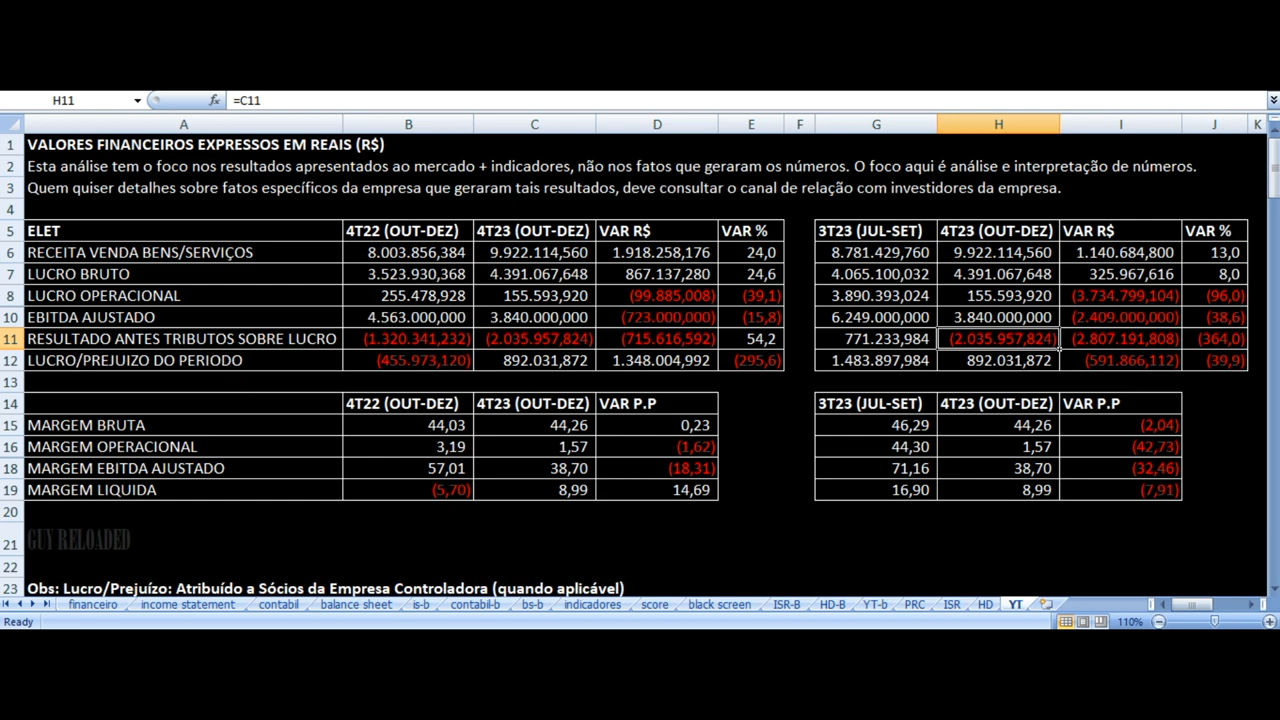 H11 fx =C11
A B C D E F G H I J K
1 VALORES FINANCEIROS EXPRESSOS EM REAIS (R$)
2 Esta análise tem o foco nos resultados apresentados ao mercado + indicadores, não nos fatos que geraram os números. O foco aqui é análise e interpretação de números.
3 Quem quiser detalhes sobre fatos específicos da empresa que geraram tais resultados, deve consultar o canal de relação com investidores da empresa.
4
5 ELET 4T22 (OUT-DEZ) 4T23 (OUT-DEZ) VAR R$ VAR % 3T23 (JUL-SET) 4T23 (OUT-DEZ) VAR R$ VAR %
6 RECEITA VENDA BENS/SERVIÇOS 8.003.856,384 9.922.114,560 1.918.258,176 24,0 8.781.429,760 9.922.114,560 1.140.684,800 13,0
7 LUCRO BRUTO 3.523.930,368 4.391.067,648 867.137,280 24,6 4.065.100,032 4.391.067,648 325.967,616 8,0
8 LUCRO OPERACIONAL 255.478,928 155.593,920 (99.885,008) (39,1) 3.890.393,024 155.593,920 (3.734.799,104) (96,0)
10 EBITDA AJUSTADO 4.563.000,000 3.840.000,000 (723.000,000) (15,8) 6.249.000,000 3.840.000,000 (2.409.000,000) (38,6)
11 RESULTADO ANTES TRIBUTOS SOBRE LUCRO (1.320.341,232) (2.035.957,824) (715.616,592) 54,2 771.233,984 (2.035.957,824) (2.807.191,808) (364,0)
12 LUCRO/PREJUIZO DO PERIODO (455.973,120) 892.031,872 1.348.004,992 (295,6) 1.483.897,984 892.031,872 (591.866,112) (39,9)
13
14 4T22 (OUT-DEZ) 4T23 (OUT-DEZ) VAR P.P 3T23 (JUL-SET) 4T23 (OUT-DEZ) VAR P.P
15 MARGEM BRUTA 44,03 44,26 0,23 46,29 44,26 (2,04)
16 MARGEM OPERACIONAL 3,19 1,57 (1,62) 44,30 1,57 (42,73)
18 MARGEM EBITDA AJUSTADO 57,01 38,70 (18,31) 71,16 38,70 (32,46)
19 MARGEM LIQUIDA (5,70) 8,99 14,69 16,90 8,99 (7,91)
20
21 GUY RELOADED
22
23 Obs: Lucro/Prejuízo: Atribuído a Sócios da Empresa Controladora (quando aplicável)
financeiro income statement contabil balance sheet is-b contabil-b bs-b indicadores score black screen ISR-B HD-B YT-b PRC ISR HD YT
Ready 110%